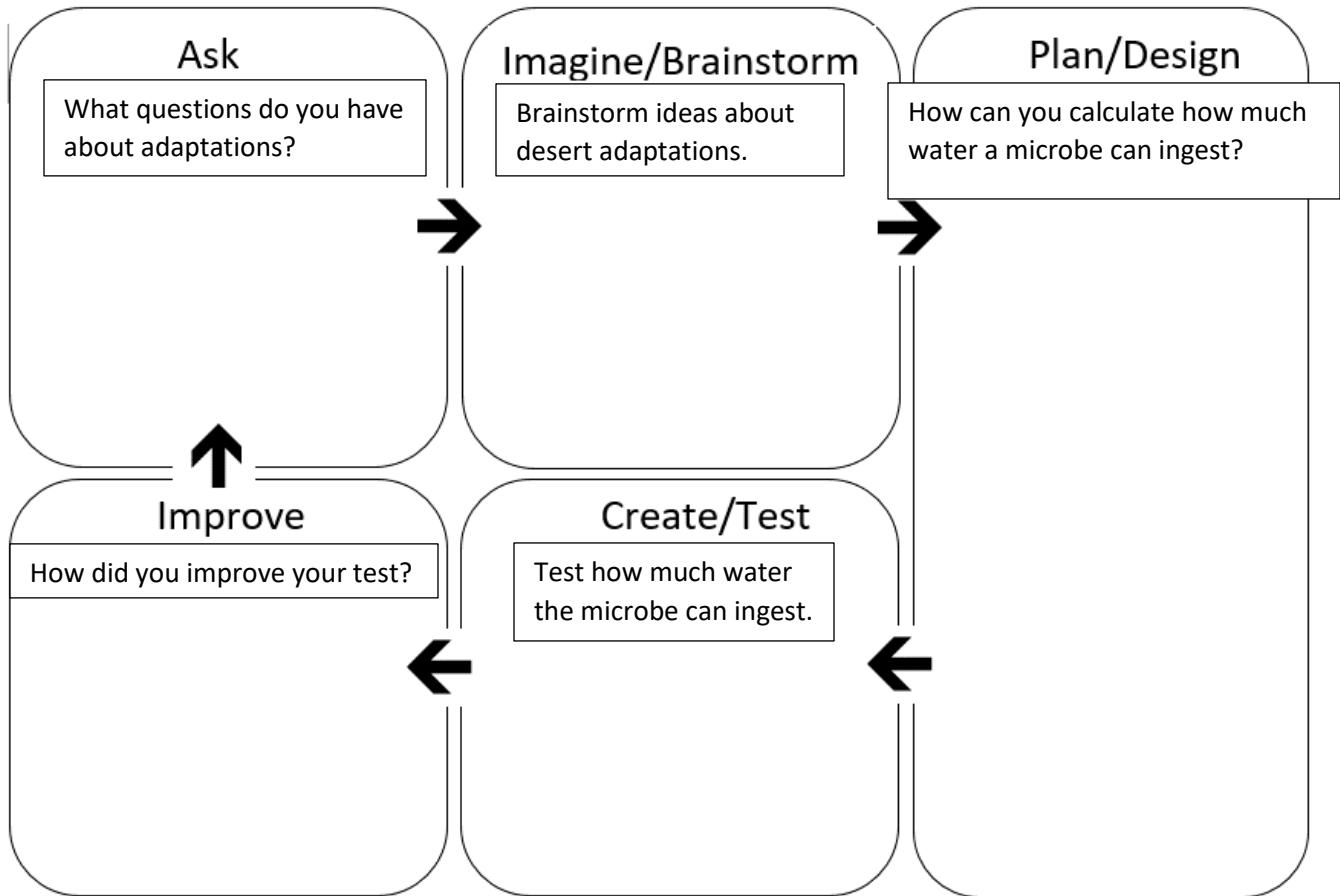 Ask
What questions do you have
about adaptations?
Imagine/Brainstorm
Brainstorm ideas about
desert adaptations.
Plan/Design
How can you calculate how much
water a microbe can ingest?
Create/Test
Test how much water
the microbe can ingest.
Improve
How did you improve your test?